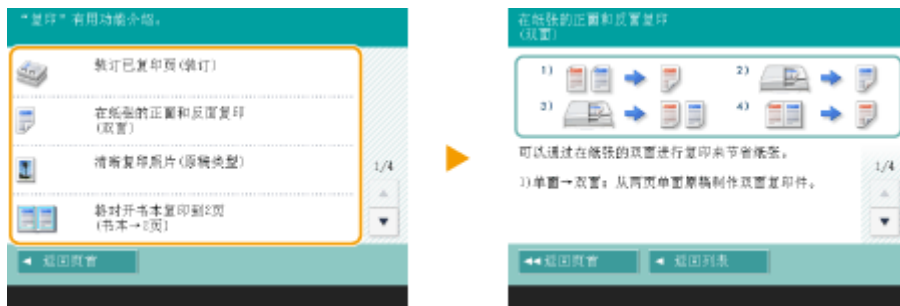 “复印”有用功能介绍。
装订已复印页(装订)
在纸张的正面和反面复印
(双面)
清晰复印照片(原稿类型)
将对开书本复印到2页
(书本→2页)
1/4
返回页首
在纸张的正面和反面复印
(双面)
1)
2)
3)
4)
可以通过在纸张的双面进行复印来节省纸张。
1)单面→双面：从两页单面原稿制作双面复印件。
1/4
返回页首
返回列表